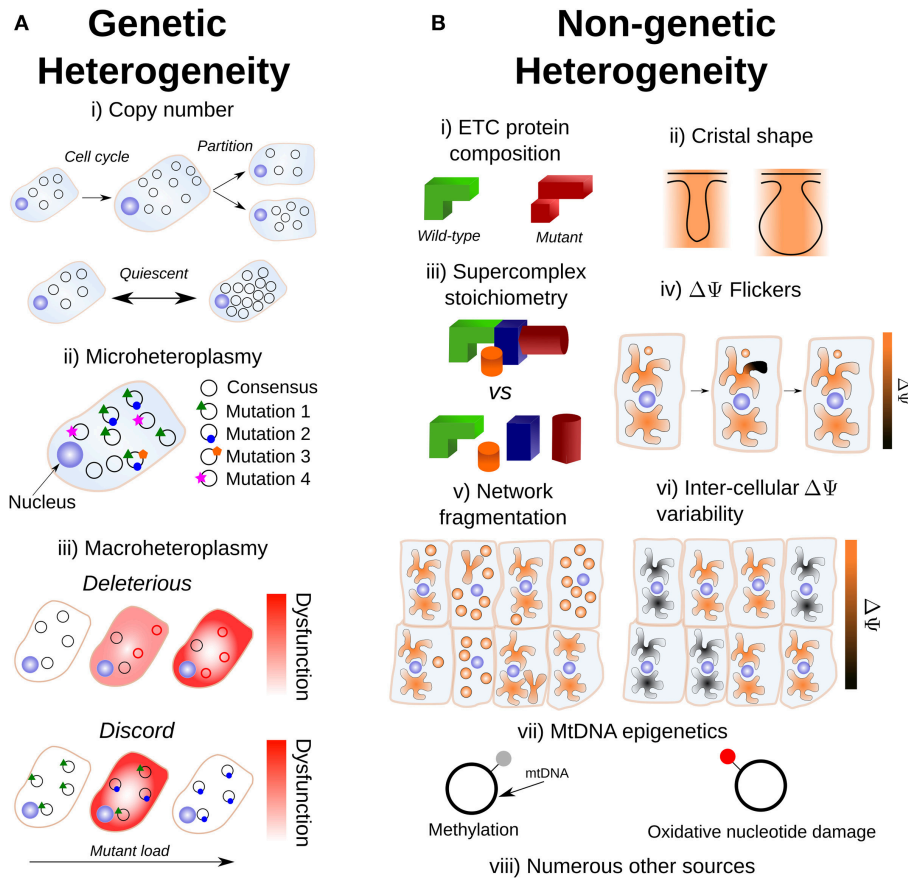 A
Genetic
Heterogeneity
i) Copy number
Cell cycle
Partition
Quiescent
ii) Microheteroplasmy
Consensus
Mutation 1
Mutation 2
Mutation 3
Mutation 4
Nucleus
iii) Macroheteroplasmy
Deleterious
Dysfunction
Discord
Dysfunction
Mutant load
B
Non-genetic
Heterogeneity
i) ETC protein
composition
Wild-type
Mutant
ii) Cristal shape
iii) Supercomplex
stoichiometry
vs
iv) ΔΨ Flickers
ΔΨ
v) Network
fragmentation
vi) Inter-cellular ΔΨ
variability
ΔΨ
vii) MtDNA epigenetics
mtDNA
Methylation
Oxidative nucleotide damage
viii) Numerous other sources